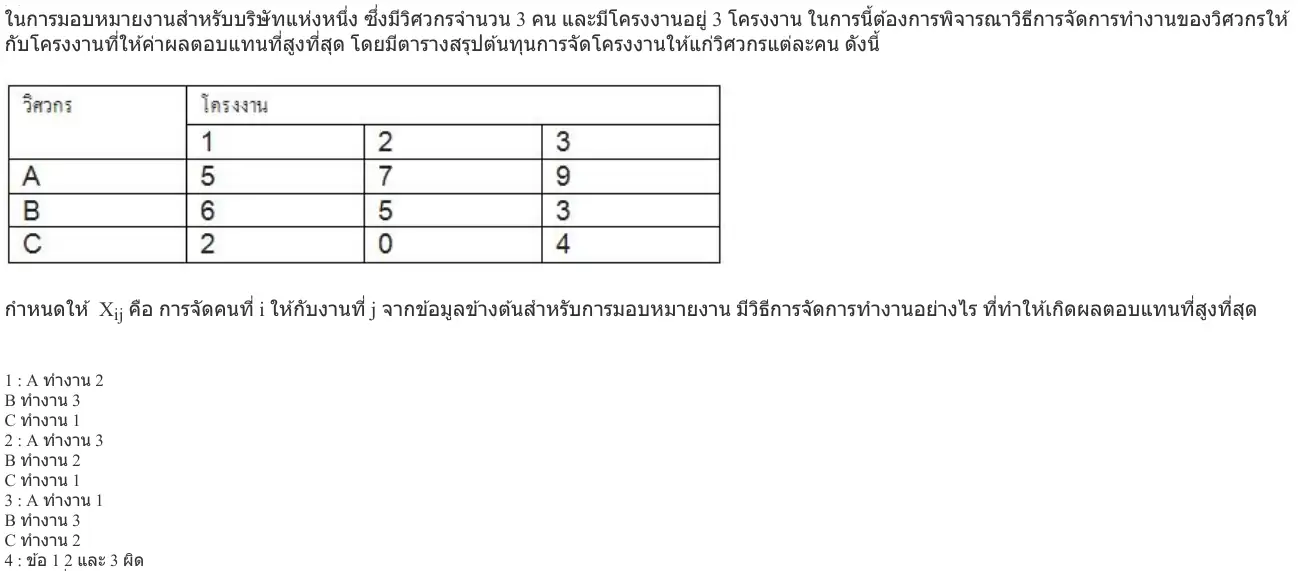 ในการมอบหมายงานสำหรับบริษัทแห่งหนึ่ง ซึ่งมีวิศวกรจำนวน 3 คน และมีโครงงานอยู่ 3 โครงงาน ในการนี้ต้องการพิจารณาวิธีการจัดการทำงานของวิศวกรให้
กับโครงงานที่ให้ค่าผลตอบแทนที่สูงที่สุด โดยมีตารางสรุปต้นทุนการจัดโครงงานให้แก่วิศวกรแต่ละคน ดังนี้
วิศวกร โครงงาน
1 2 3
A 5 7 9
B 6 5 3
C 2 0 4
กำหนดให้ Xij คือ การจัดคนที่ i ให้กับงานที่ j จากข้อมูลข้างต้นสำหรับการมอบหมายงาน มีวิธีการจัดการทำงานอย่างไร ที่ทำให้เกิดผลตอบแทนที่สูงที่สุด
1 : A ทำงาน 2
B ทำงาน 3
C ทำงาน 1
2 : A ทำงาน 3
B ทำงาน 2
C ทำงาน 1
3 : A ทำงาน 1
B ทำงาน 3
C ทำงาน 2
4 : ข้อ 1 2 และ 3 ผิด